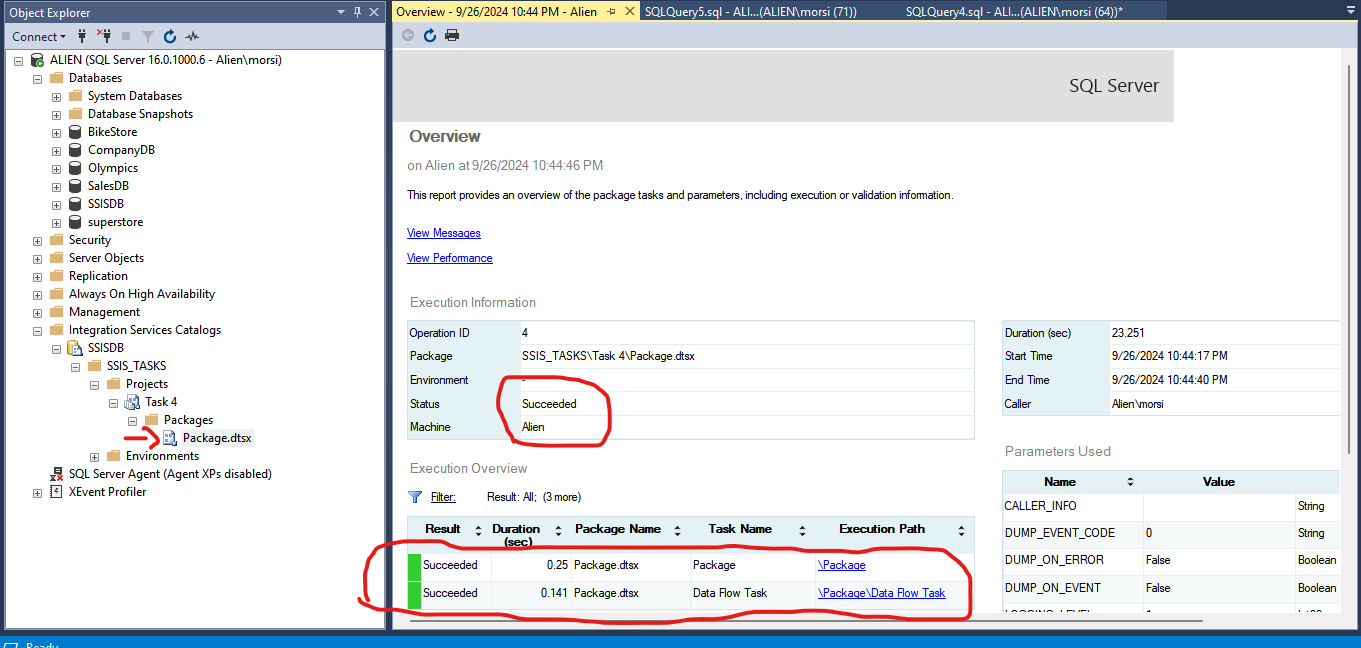 Object Explorer
Connect
ALIEN (SQL Server 16.0.1000.6 - Alien\morsi)
Databases
System Databases
Database Snapshots
BikeStore
CompanyDB
Olympics
SalesDB
SSISDB
superstore
Security
Server Objects
Replication
Always On High Availability
Management
Integration Services Catalogs
SSISDB
SSIS_TASKS
Projects
Task 4
Packages
Package.dtsx
Environments
SQL Server Agent (Agent XPs disabled)
XEvent Profiler
Overview - 9/26/2024 10:44 PM - Alien
SQLQuery5.sql - ALI...(ALIEN\morsi (71))
SQLQuery4.sql - ALI...(ALIEN\morsi (64))*
SQL Server
Overview
on Alien at 9/26/2024 10:44:46 PM
This report provides an overview of the package tasks and parameters, including execution or validation information.
View Messages
View Performance
Execution Information
Operation ID 4
Package SSIS_TASKS\Task 4\Package.dtsx
Environment -
Status Succeeded
Machine Alien
Duration (sec) 23.251
Start Time 9/26/2024 10:44:17 PM
End Time 9/26/2024 10:44:40 PM
Caller Alien\morsi
Execution Overview
Filter: Result: All; (3 more)
Result Duration (sec) Package Name Task Name Execution Path
Succeeded 0.25 Package.dtsx Package \Package
Succeeded 0.141 Package.dtsx Data Flow Task \Package\Data Flow Task
Parameters Used
Name Value
CALLER_INFO String
DUMP_EVENT_CODE 0 String
DUMP_ON_ERROR False Boolean
DUMP_ON_EVENT False Boolean
Ready